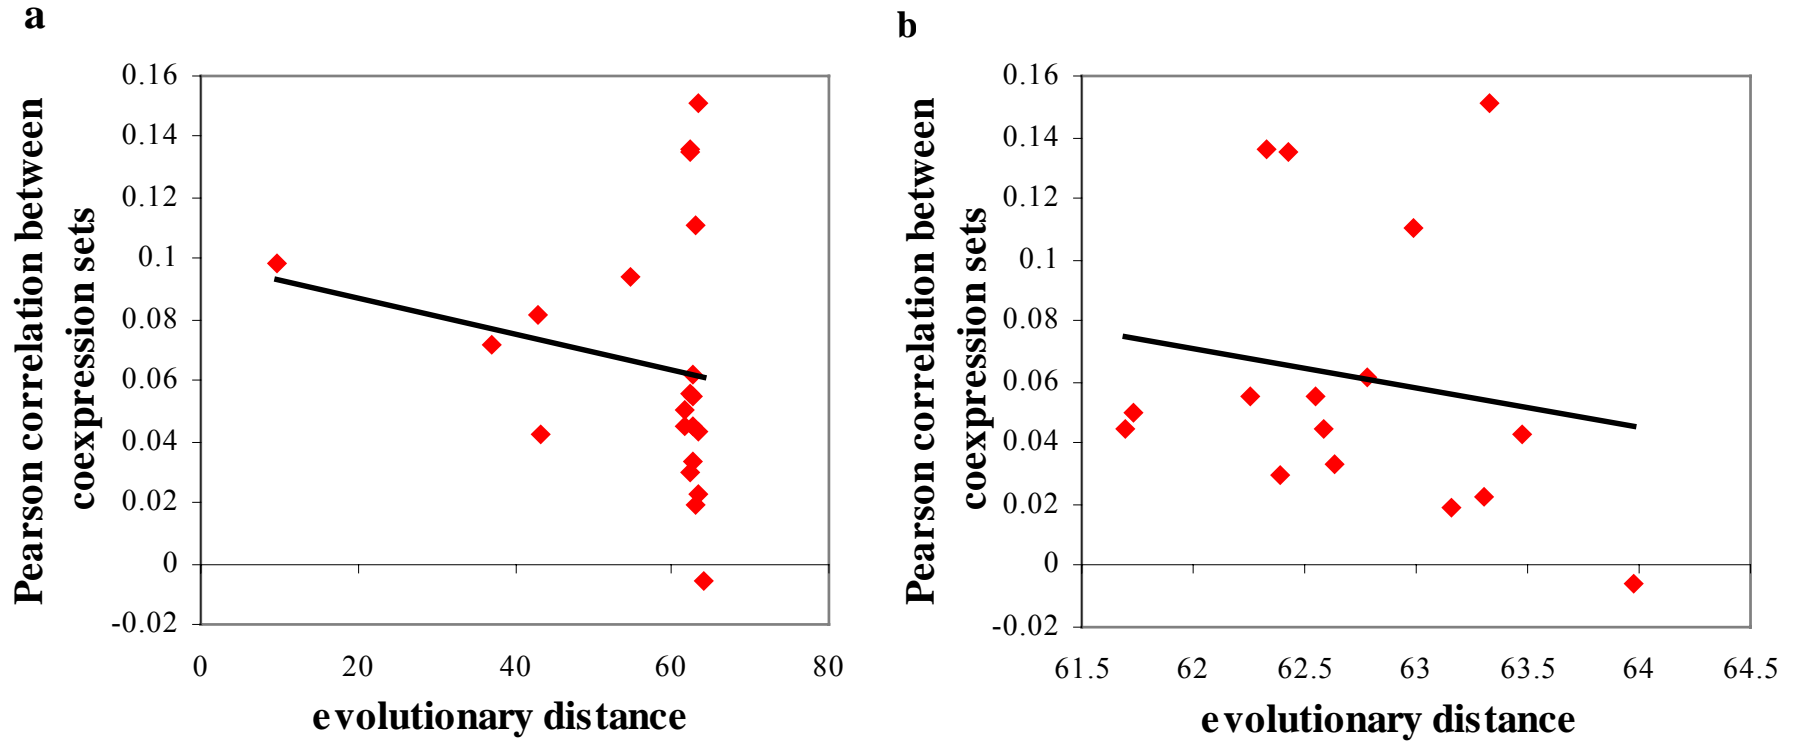 a
Pearson correlation between
coexpression sets
0.16
0.14
0.12
0.1
0.08
0.06
0.04
0.02
0
-0.02
0 20 40 60 80
evolutionary distance
b
Pearson correlation between
coexpression sets
0.16
0.14
0.12
0.1
0.08
0.06
0.04
0.02
0
-0.02
61.5 62 62.5 63 63.5 64 64.5
evolutionary distance